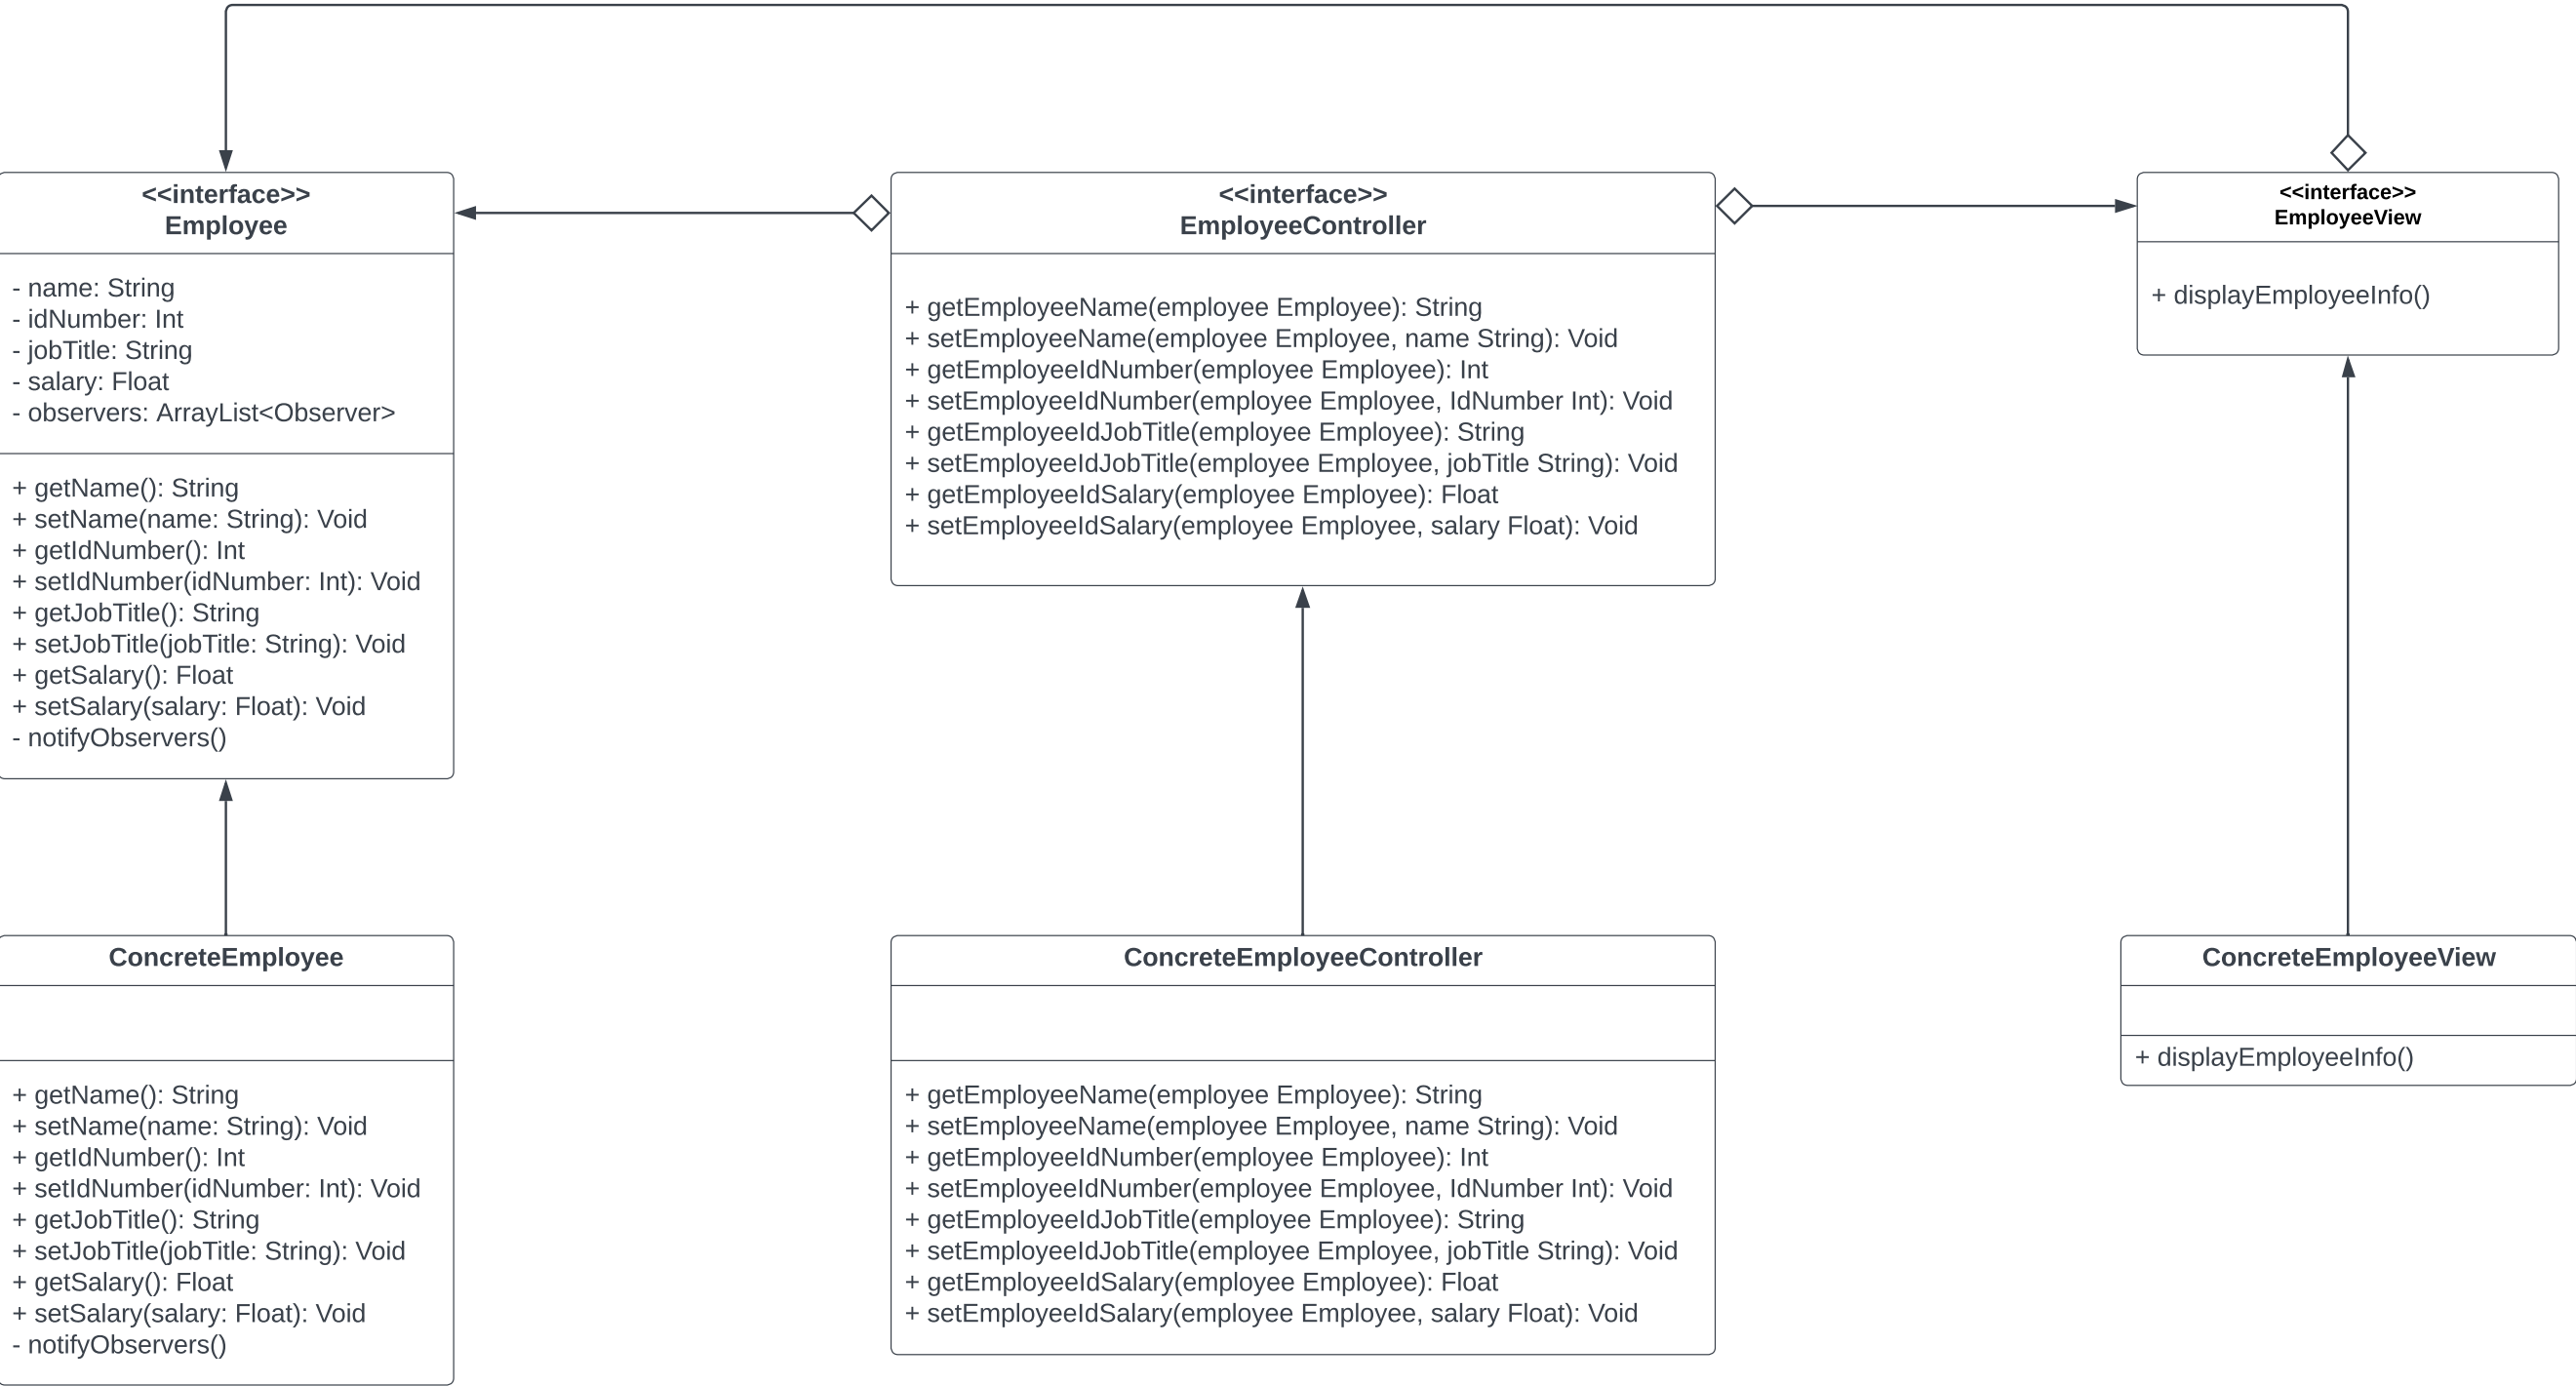 <<interface>>
Employee
- name: String
- idNumber: Int
- jobTitle: String
- salary: Float
- observers: ArrayList<Observer>
+ getName(): String
+ setName(name: String): Void
+ getIdNumber(): Int
+ setIdNumber(idNumber: Int): Void
+ getJobTitle(): String
+ setJobTitle(jobTitle: String): Void
+ getSalary(): Float
+ setSalary(salary: Float): Void
- notifyObservers()
<<interface>>
EmployeeController
+ getEmployeeName(employee Employee): String
+ setEmployeeName(employee Employee, name String): Void
+ getEmployeeIdNumber(employee Employee): Int
+ setEmployeeIdNumber(employee Employee, IdNumber Int): Void
+ getEmployeeIdJobTitle(employee Employee): String
+ setEmployeeIdJobTitle(employee Employee, jobTitle String): Void
+ getEmployeeIdSalary(employee Employee): Float
+ setEmployeeIdSalary(employee Employee, salary Float): Void
<<interface>>
EmployeeView
+ displayEmployeeInfo()
ConcreteEmployee
+ getName(): String
+ setName(name: String): Void
+ getIdNumber(): Int
+ setIdNumber(idNumber: Int): Void
+ getJobTitle(): String
+ setJobTitle(jobTitle: String): Void
+ getSalary(): Float
+ setSalary(salary: Float): Void
- notifyObservers()
ConcreteEmployeeController
+ getEmployeeName(employee Employee): String
+ setEmployeeName(employee Employee, name String): Void
+ getEmployeeIdNumber(employee Employee): Int
+ setEmployeeIdNumber(employee Employee, IdNumber Int): Void
+ getEmployeeIdJobTitle(employee Employee): String
+ setEmployeeIdJobTitle(employee Employee, jobTitle String): Void
+ getEmployeeIdSalary(employee Employee): Float
+ setEmployeeIdSalary(employee Employee, salary Float): Void
ConcreteEmployeeView
+ displayEmployeeInfo()